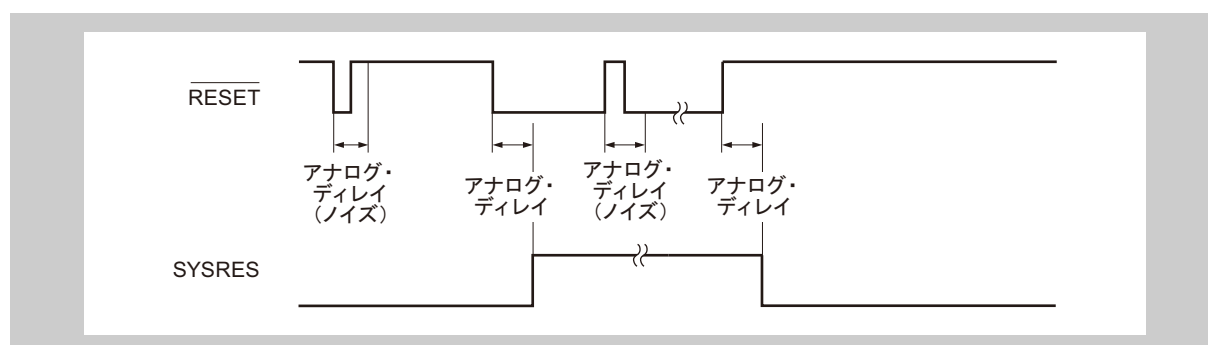 RESET
アナログ・
ディレイ
(ノイズ)
アナログ・
ディレイ
アナログ・
ディレイ
(ノイズ)
アナログ・
ディレイ
SYSRES